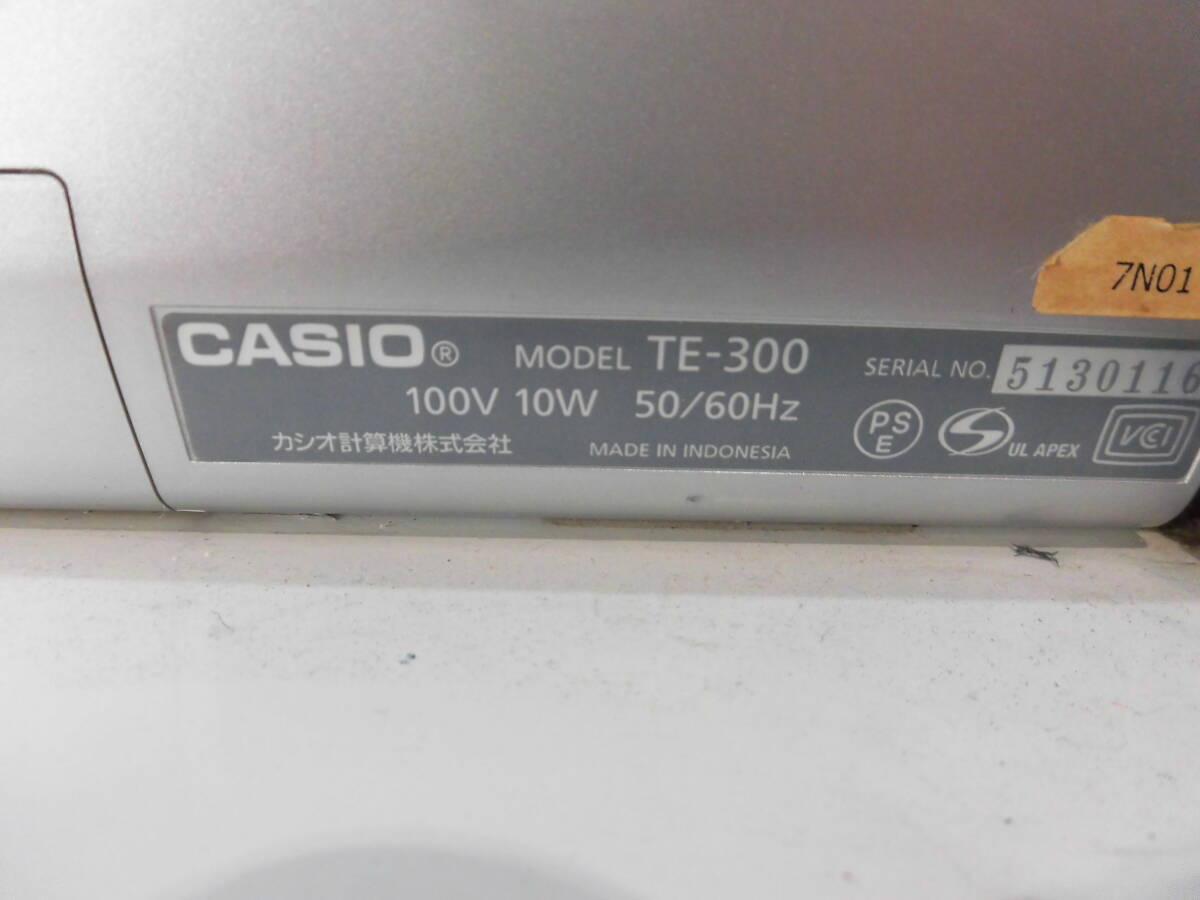 7N01
CASIO® MODEL TE-300 SERIAL NO. 5130116
100V 10W 50/60Hz
カシオ計算機株式会社 MADE IN INDONESIA
PS E
S UL APEX
VCI